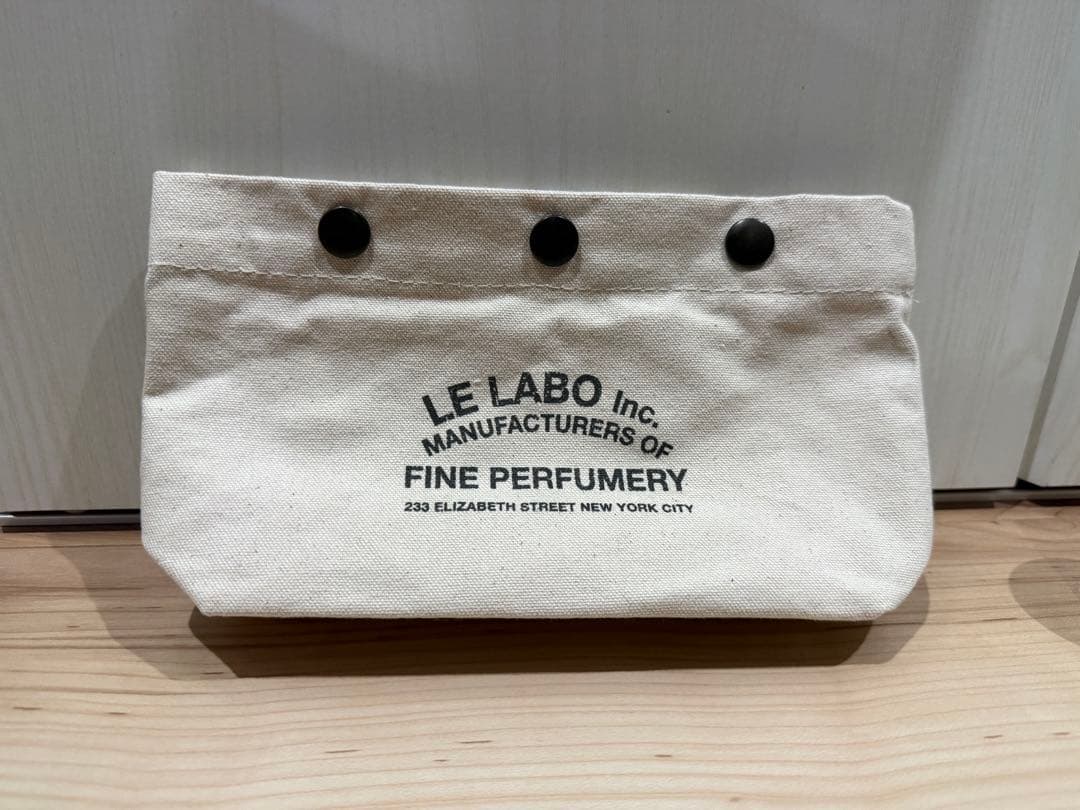 LE LABO Inc.
MANUFACTURERS OF
FINE PERFUMERY
233 ELIZABETH STREET NEW YORK CITY